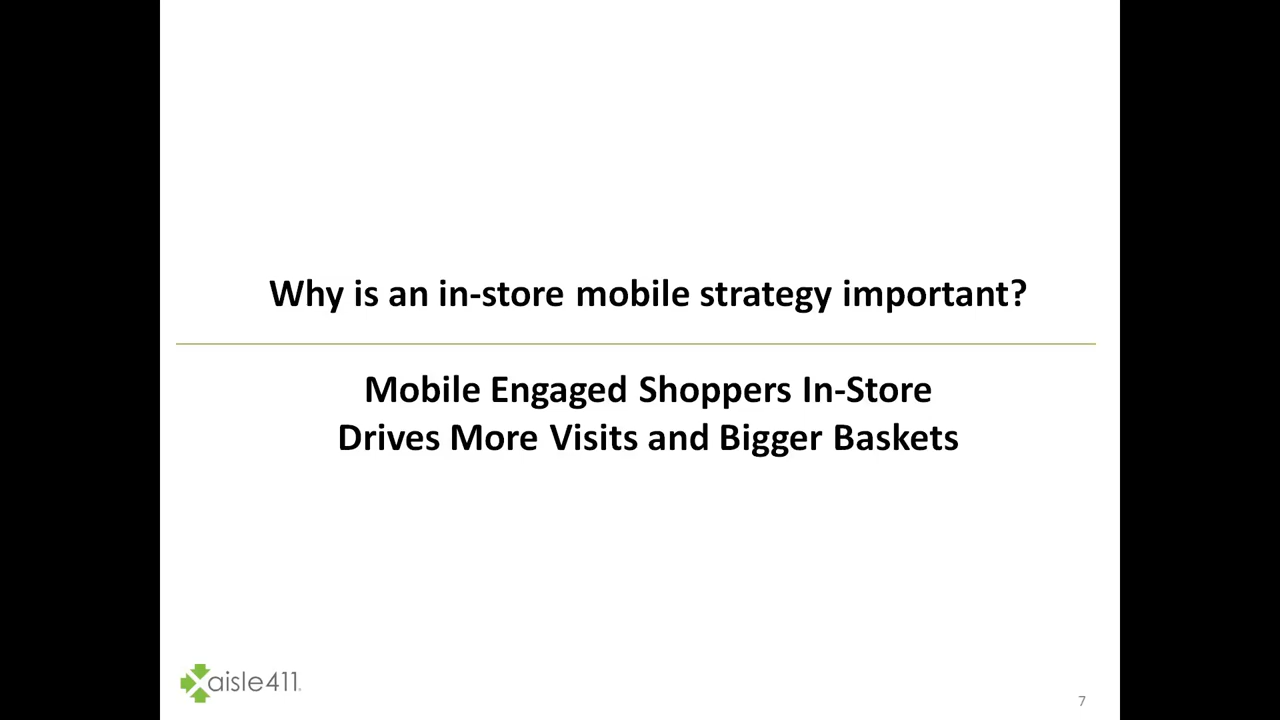 Why is an in-store mobile strategy important?
Mobile Engaged Shoppers In-Store
Drives More Visits and Bigger Baskets
aisle411
7